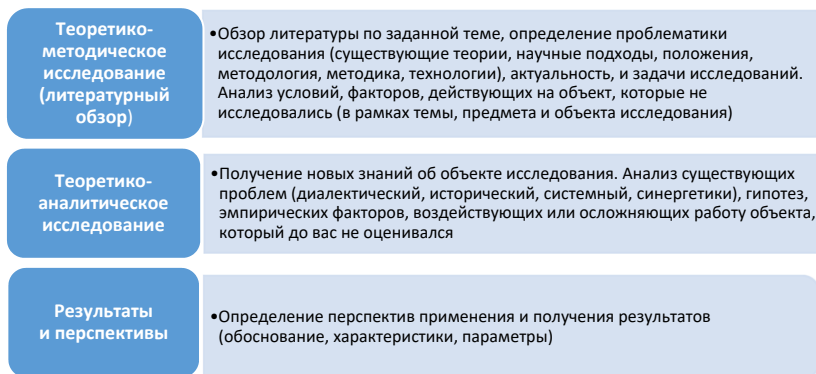 Теоретико-
методическое
исследование
(литературный
обзор)
•Обзор литературы по заданной теме, определение проблематики
исследования (существующие теории, научные подходы, положения,
методология, методика, технологии), актуальность, и задачи исследований.
Анализ условий, факторов, действующих на объект, которые не
исследовались (в рамках темы, предмета и объекта исследования)
Теоретико-
аналитическое
исследование
•Получение новых знаний об объекте исследования. Анализ существующих
проблем (диалектический, исторический, системный, синергетики), гипотез,
эмпирических факторов, воздействующих или осложняющих работу объекта,
который до вас не оценивался
Результаты
и перспективы
•Определение перспектив применения и получения результатов
(обоснование, характеристики, параметры)